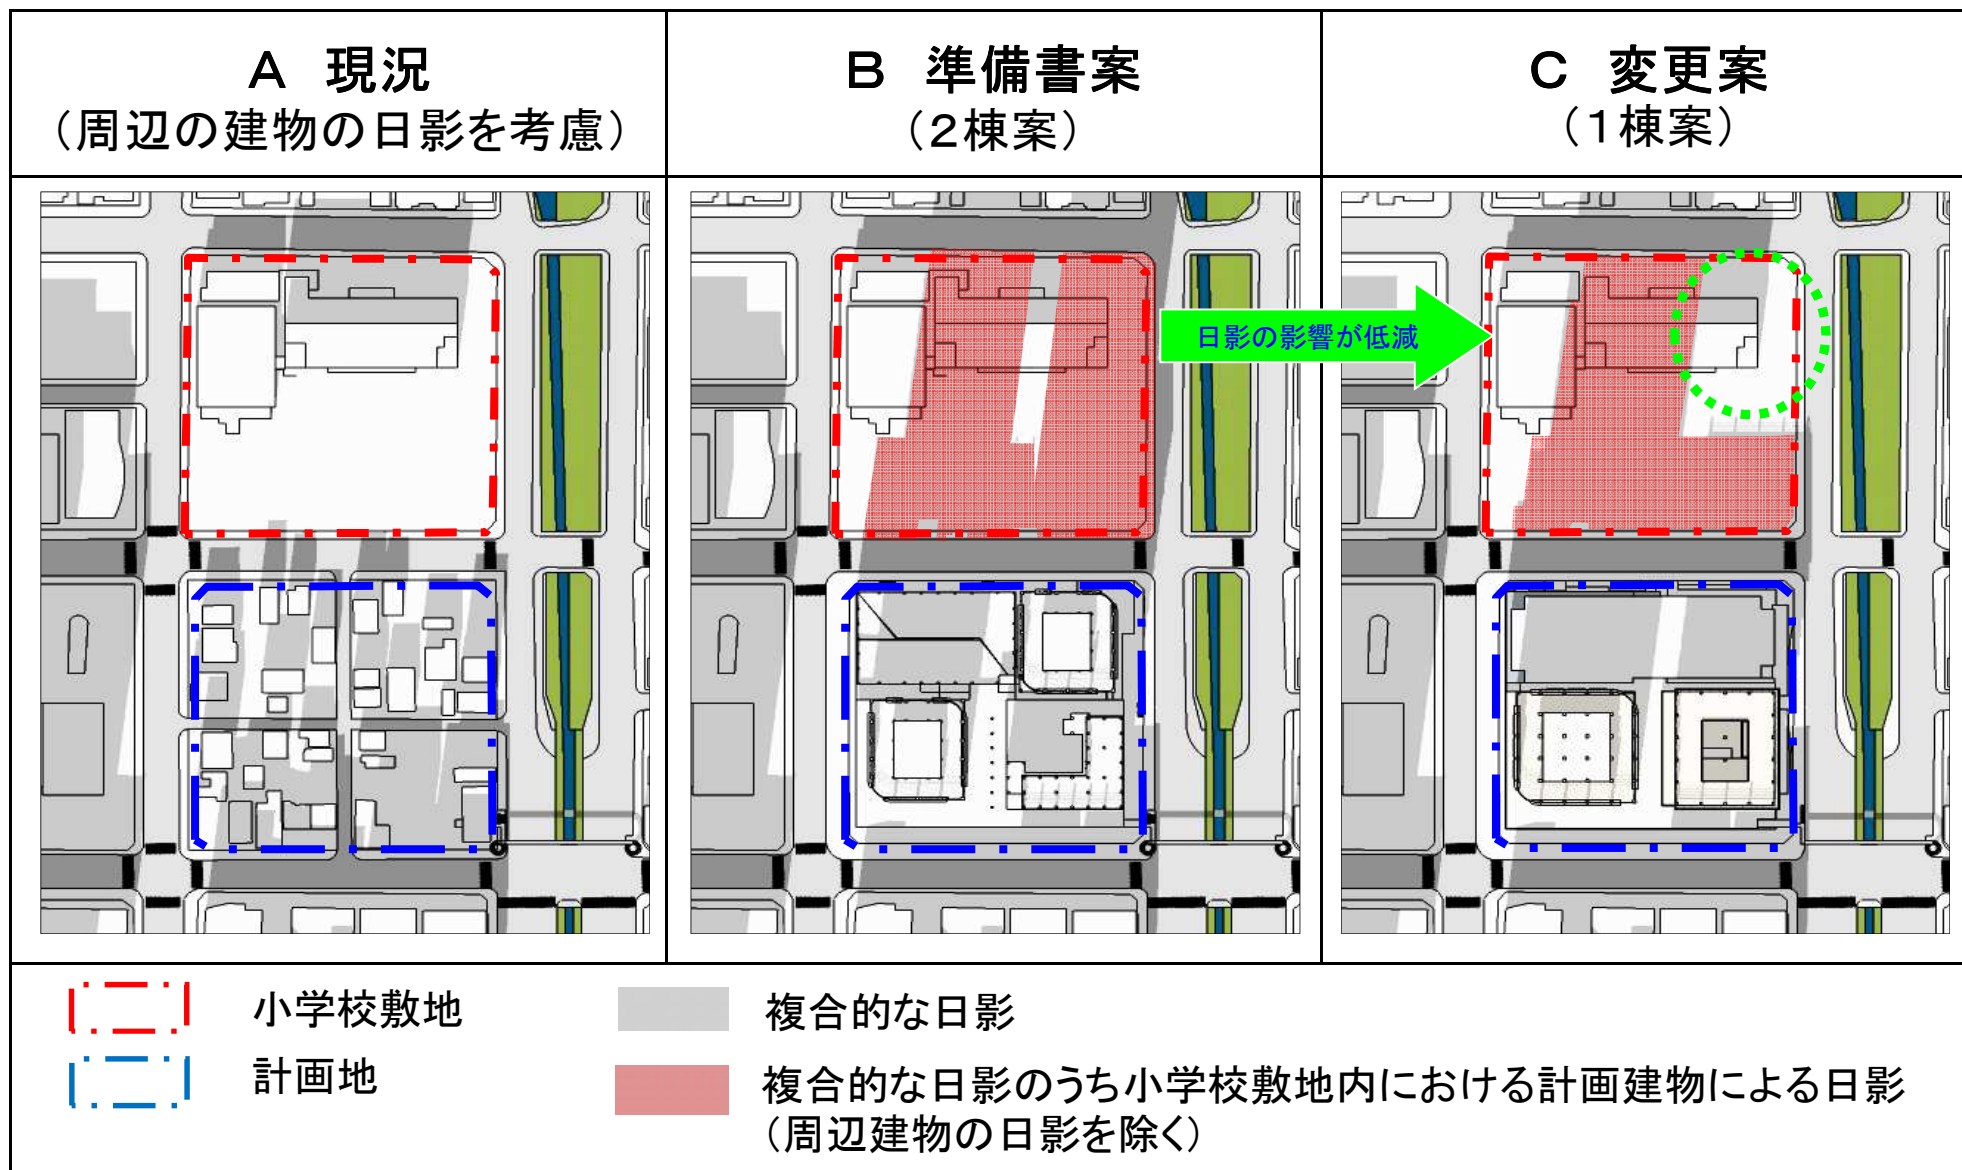 A 現況
（周辺の建物の日影を考慮）
B 準備書案
（2棟案）
C 変更案
（1棟案）
日影の影響が低減
小学校敷地
計画地
複合的な日影
複合的な日影のうち小学校敷地内における計画建物による日影
（周辺建物の日影を除く）